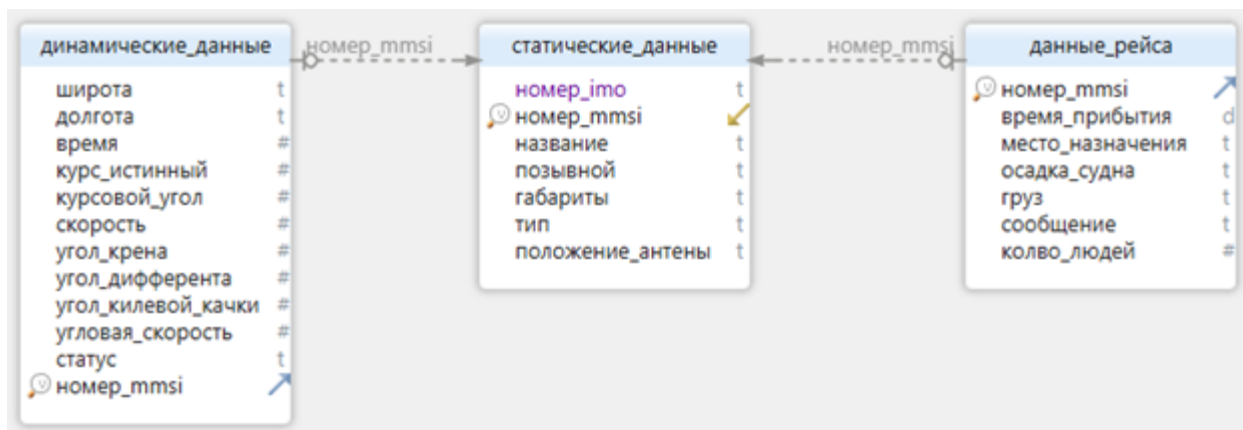 динамические_данные
широта t
долгота t
время #
курс_истинный #
курсовой_угол #
скорость #
угол_крена #
угол_дифферента #
угол_килевой_качки #
угловая_скорость #
статус t
номер_mmsi
номер_mmsi
статические_данные
номер_imo t
номер_mmsi
название t
позывной t
габариты t
тип t
положение_антены t
номер_mmsi
данные_рейса
номер_mmsi
время_прибытия d
место_назначения t
осадка_судна t
груз t
сообщение t
колво_людей #